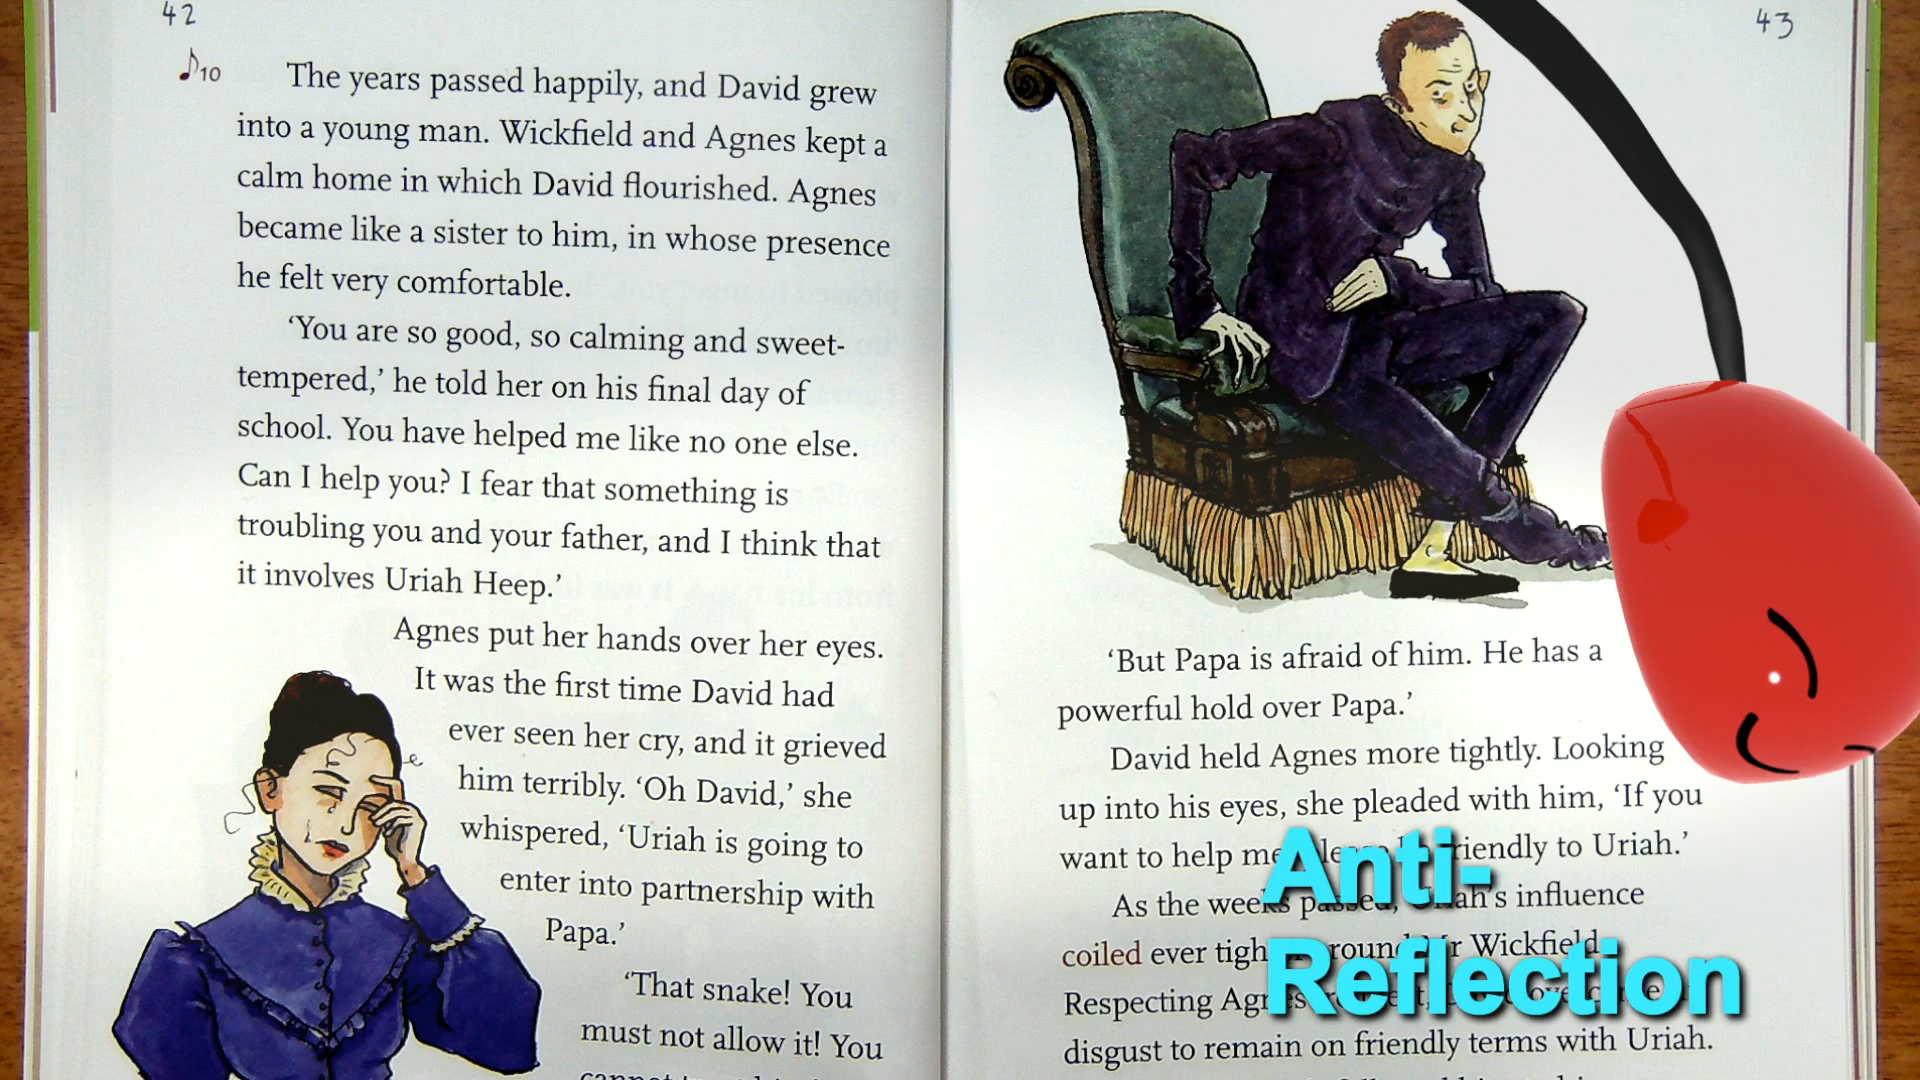 42
10
The years passed happily, and David grew
into a young man. Wickfield and Agnes kept a
calm home in which David flourished. Agnes
became like a sister to him, in whose presence
he felt very comfortable.
‘You are so good, so calming and sweet-
tempered,’ he told her on his final day of
school. You have helped me like no one else.
Can I help you? I fear that something is
troubling you and your father, and I think that
it involves Uriah Heep.’
Agnes put her hands over her eyes.
It was the first time David had
ever seen her cry, and it grieved
him terribly. ‘Oh David,’ she
whispered, ‘Uriah is going to
enter into partnership with
Papa.’
‘That snake! You
must not allow it! You
43
‘But Papa is afraid of him. He has a
powerful hold over Papa.’
David held Agnes more tightly. Looking
up into his eyes, she pleaded with him, ‘If you
want to help me friendly to Uriah.’
As the weeks passed, influence
coiled ever Wickfield
Respecting
disgust to remain on friendly terms with Uriah.
Anti-
Reflection